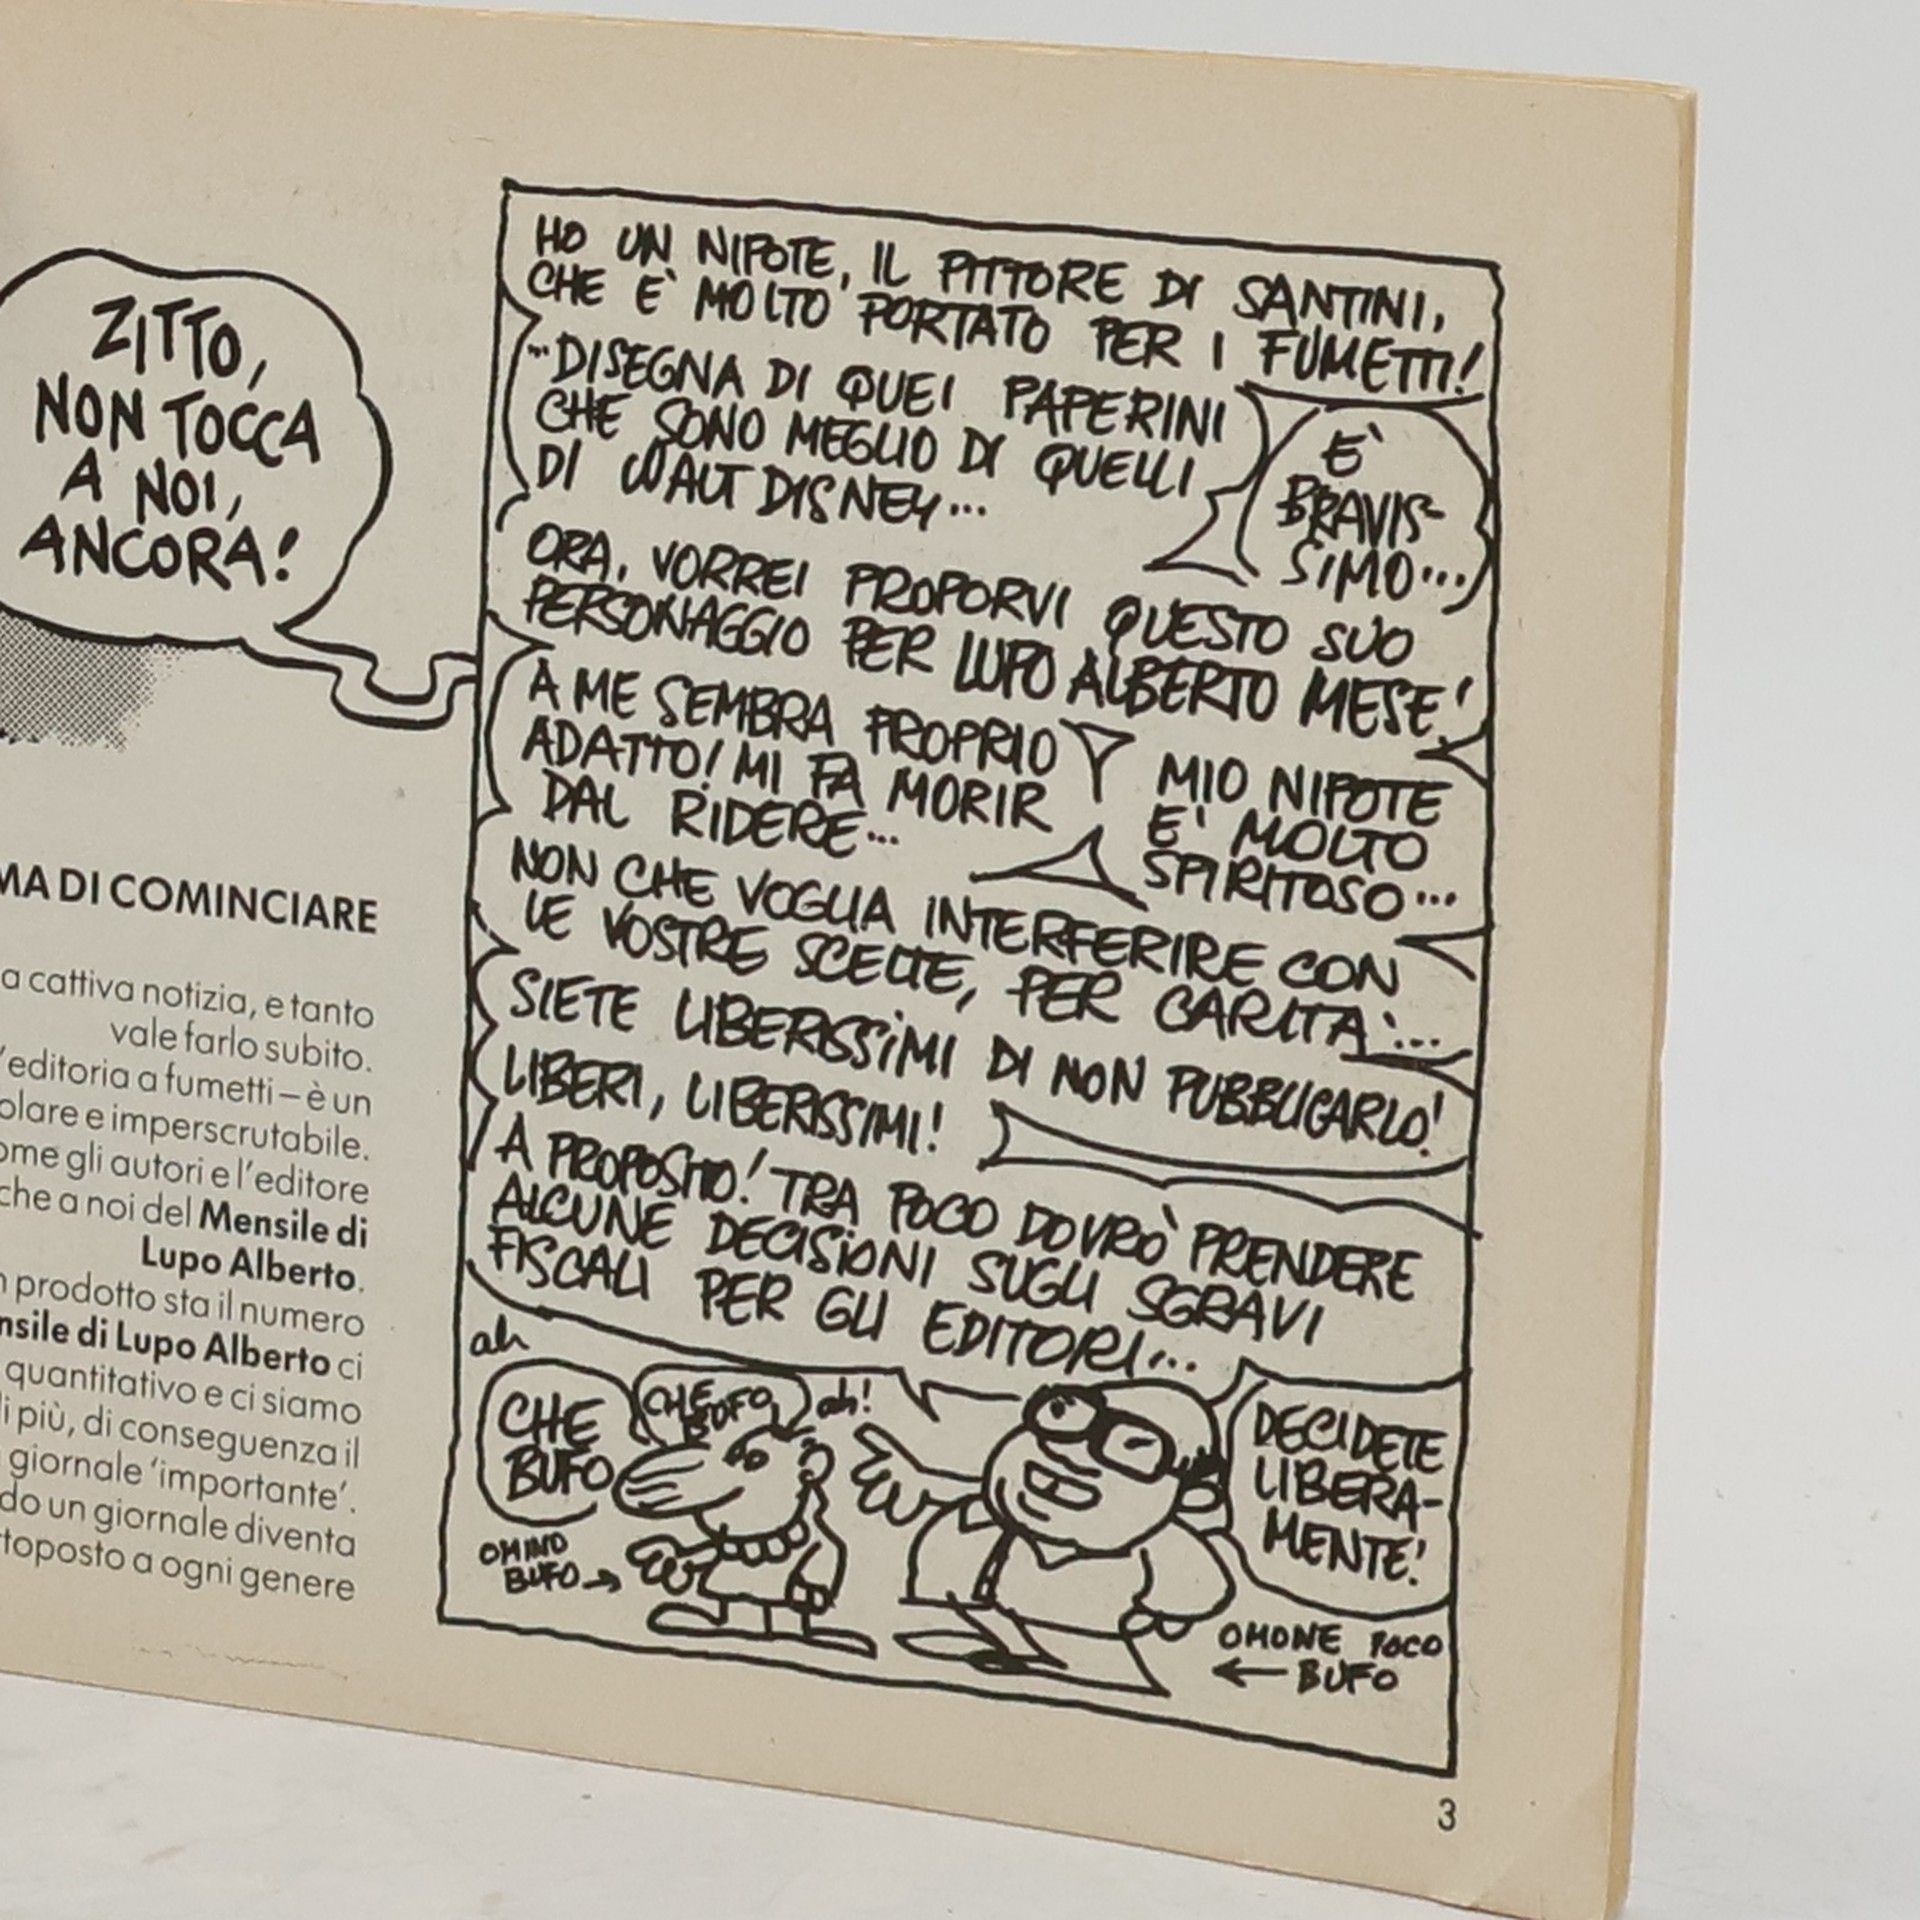 ZITTO,
NON TOCCA
A NOI,
ANCORA!
MA DI COMINCIARE
a cattiva notizia, e tanto
vale farlo subito.
l'editoria a fumetti – è un
olare e imperscrutabile.
ome gli autori e l'editore
che a noi del Mensile di
Lupo Alberto.
n prodotto sta il numero
nsile di Lupo Alberto ci
quantitativo e ci siamo
di più, di conseguenza il
giornale 'importante'.
do un giornale diventa
ttoposto a ogni genere
HO UN NIPOTE, IL PITTORE DI SANTINI,
CHE E' MOLTO PORTATO PER I FUMETTI!
...DISEGNA DI QUEI PAPERINI
CHE SONO MEGLIO DI QUELLI
DI WALT DISNEY...
E'
BRAVIS-
SIMO...
ORA, VORREI PROPORVI QUESTO SUO
PERSONAGGIO PER LUPO ALBERTO MESE!
A ME SEMBRA PROPRIO
ADATTO! MI FA MORIR
DAL RIDERE...
MIO NIPOTE
E' MOLTO
SPIRITOSO...
NON CHE VOGLIA INTERFERIRE CON
LE VOSTRE SCELTE, PER CARITA'...
SIETE LIBERISSIMI DI NON PUBBLICARLO!
LIBERI, LIBERISSIMI!
A PROPOSITO! TRA POCO DOVRO' PRENDERE
ALCUNE DECISIONI SUGLI SGRAVI
FISCALI PER GLI EDITORI...
ah
CHE
BUFO
CHE
BUFO
ah!
DECIDETE
LIBERA-
MENTE!
OMINO
BUFO →
OMONE POCO
← BUFO
3